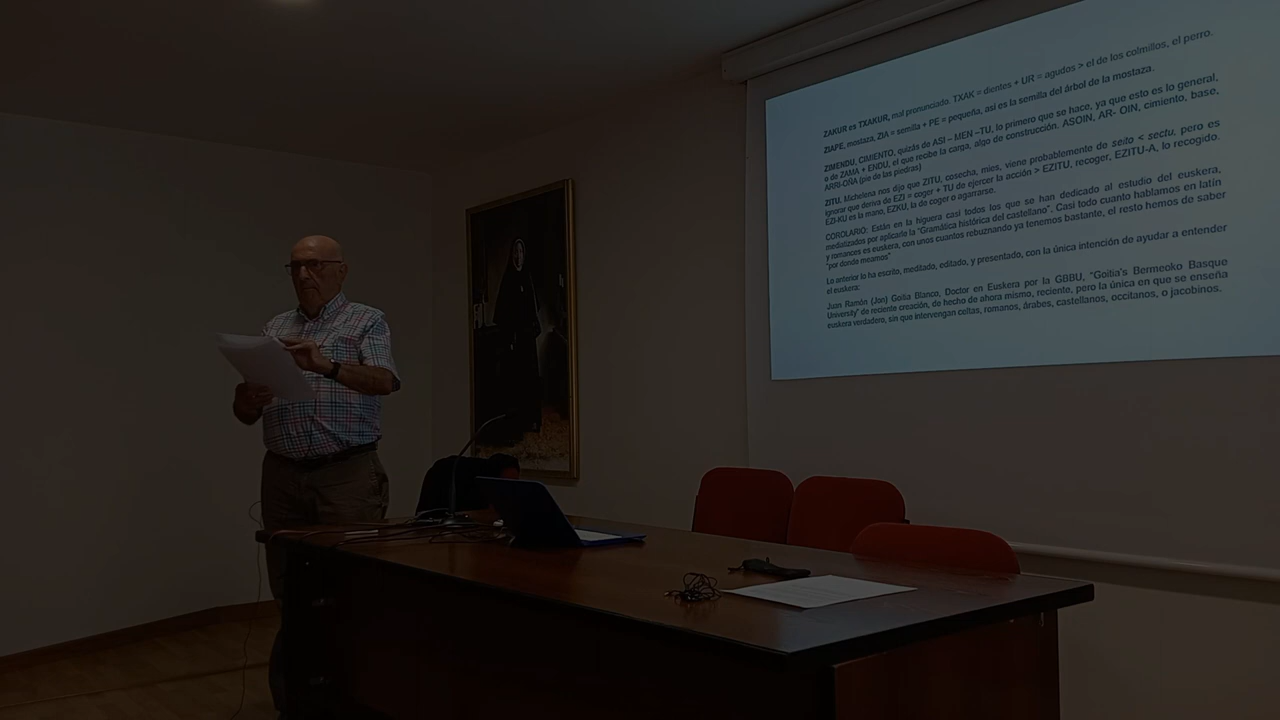 ZAKUR es TXAKUR, mal pronunciado. TXAK = dientes + UR = agudos > el de los colmillos, el perro.
ZIAPE, mostaza, ZIA = semilla + PE = pequeña, asi es la semilla del árbol de la mostaza.
ZIMENDU, CIMIENTO, quizás de ASI – MEN –TU, lo primero que se hace, ya que esto es lo general,
o de ZAMA + ENDU, el que recibe la carga, algo de construcción. ASOIN, AR- OIN, cimiento, base,
ARRI-OÑA (pie de las piedras)
ZITU, Michelena nos dijo que ZITU, cosecha, mies, viene probablemente de seito < sectu, pero es
ignorar que deriva de EZI = coger + TU de ejercer la acción > EZITU, recoger, EZITU-A, lo recogido.
EZI-KU es la mano, EZKU, la de coger o agarrarse.
COROLARIO: Están en la higuera casi todos los que se han dedicado al estudio del euskera,
mediatizados por aplicarle la "Gramática histórica del castellano". Casi todo cuanto hablamos en latín
y romances es euskera, con unos cuantos rebuznando ya tenemos bastante, el resto hemos de saber
"por donde meamos"
Lo anterior lo ha escrito, meditado, editado, y presentado, con la única intención de ayudar a entender
el euskera:
Juan Ramón (Jon) Goitia Blanco, Doctor en Euskera por la GBBU, "Goitia's Bermeoko Basque
University" de reciente creación, de hecho de ahora mismo, reciente, pero la única en que se enseña
euskera verdadero, sin que intervengan celtas, romanos, árabes, castellanos, occitanos, o jacobinos.